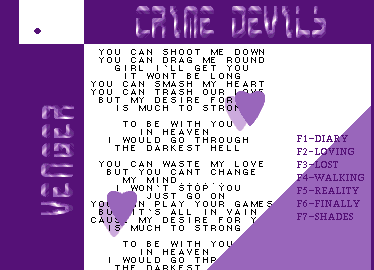 CRIME DEVILS
VENGER
YOU CAN SHOOT ME DOWN
YOU CAN DRAG ME ROUND
GIRL I'LL GET YOU
IT WONT BE LONG
YOU CAN SMASH MY HEART
YOU CAN TRASH OUR LOVE
BUT MY DESIRE FOR
IS MUCH TO STRONG
TO BE WITH YOU
IN HEAVEN
I WOULD GO THROUGH
THE DARKEST HELL
YOU CAN WASTE MY LOVE
BUT YOU CANT CHANGE
MY MIND
I WON'T STOP YOU
JUST GO ON
YOU CAN PLAY YOUR GAMES
BUT IT'S ALL IN VAIN
CAUSE MY DESIRE FOR Y
IS MUCH TO STRONG
TO BE WITH YOU
IN HEAVEN
I WOULD GO THR
THE DARKEST H
F1-DIARY
F2-LOVING
F3-LOST
F4-WALKING
F5-REALITY
F6-FINALLY
F7-SHADES